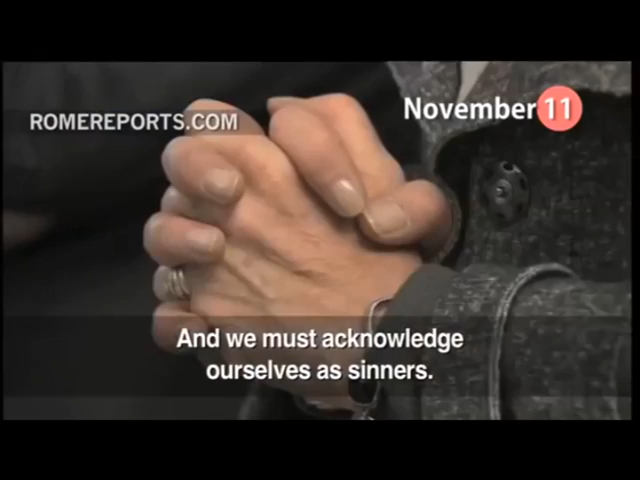 ROMEREPORTS.COM
November 11
And we must acknowledge
ourselves as sinners.